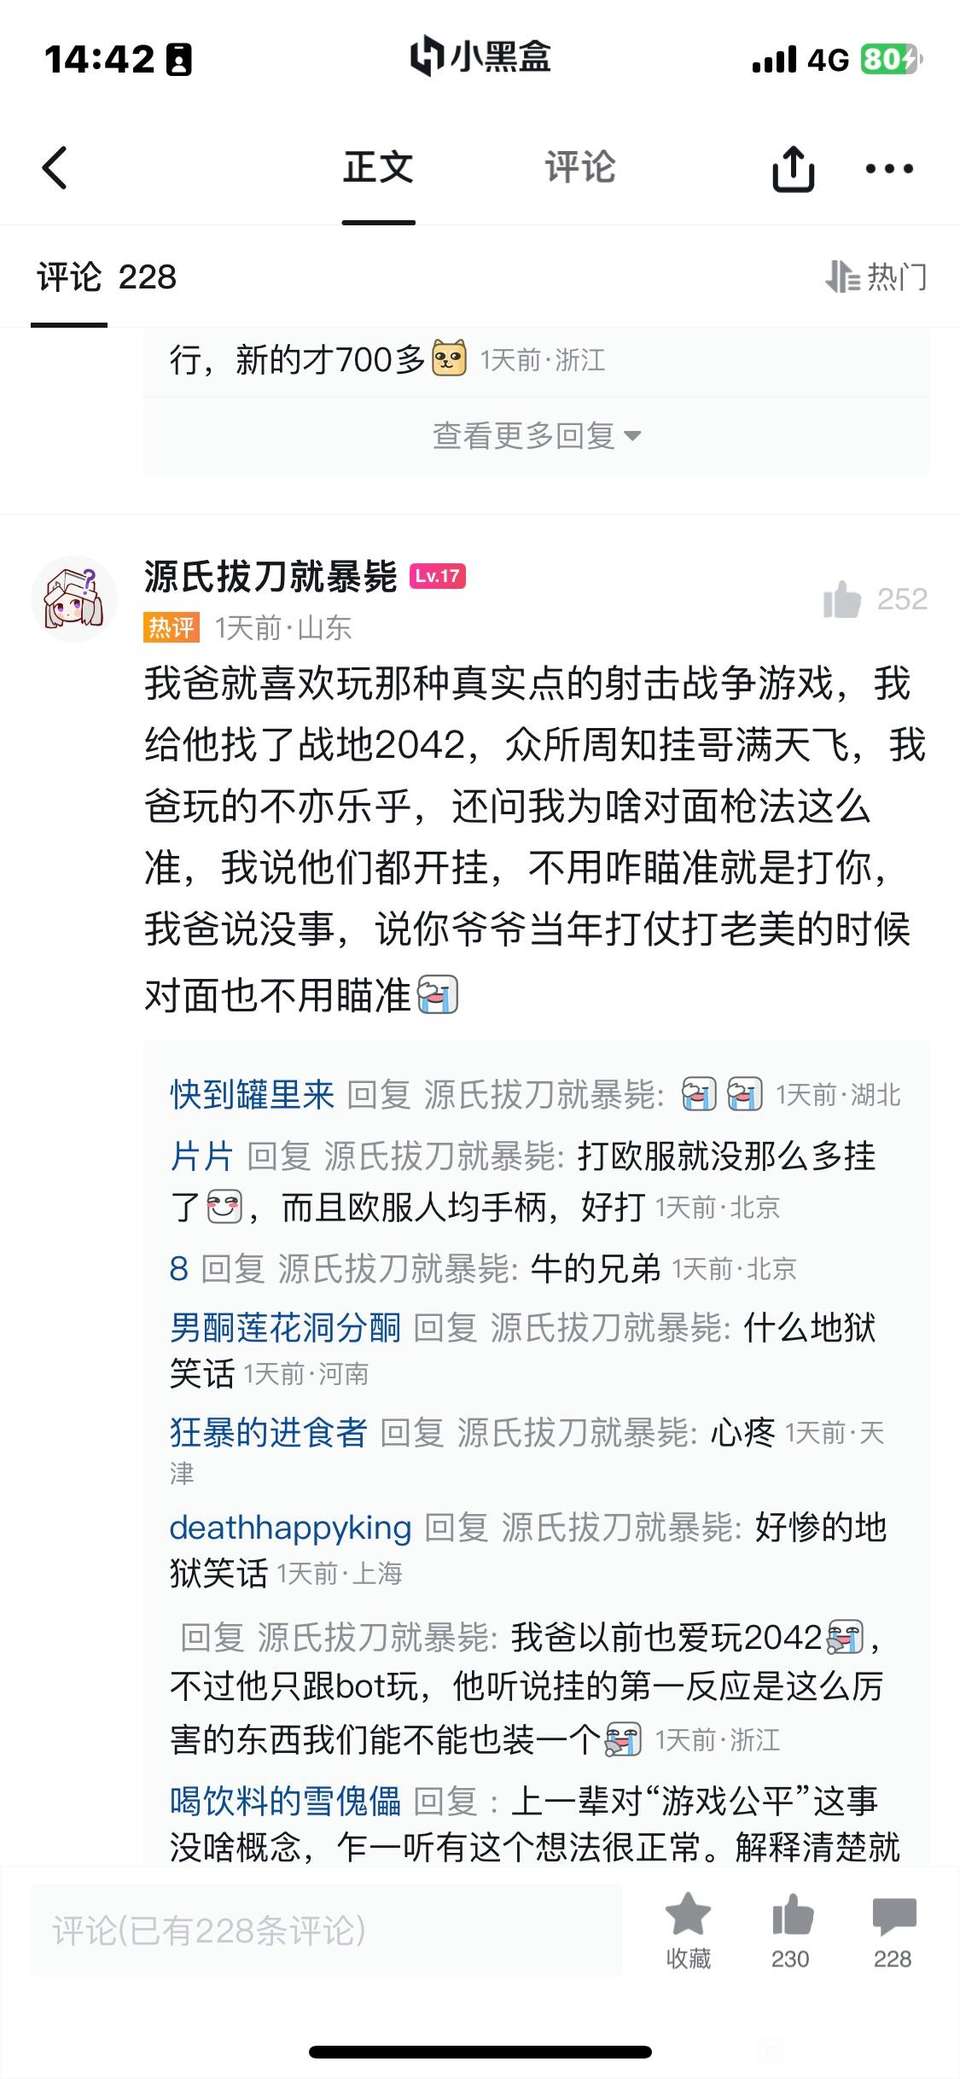 14:42
小黑盒
4G 80
正文 评论
评论 228 热门
行，新的才700多 1天前·浙江
查看更多回复
源氏拔刀就暴毙 Lv.17
热评 1天前·山东
252
我爸就喜欢玩那种真实点的射击战争游戏，我
给他找了战地2042，众所周知挂哥满天飞，我
爸玩的不亦乐乎，还问我为啥对面枪法这么
准，我说他们都开挂，不用咋瞄准就是打你，
我爸说没事，说你爷爷当年打仗打老美的时候
对面也不用瞄准
快到罐里来 回复 源氏拔刀就暴毙: 1天前·湖北
片片 回复 源氏拔刀就暴毙: 打欧服就没那么多挂
了，而且欧服人均手柄，好打 1天前·北京
8 回复 源氏拔刀就暴毙: 牛的兄弟 1天前·北京
男酮莲花洞分酮 回复 源氏拔刀就暴毙: 什么地狱
笑话 1天前·河南
狂暴的进食者 回复 源氏拔刀就暴毙: 心疼 1天前·天
津
deathhappyking 回复 源氏拔刀就暴毙: 好惨的地
狱笑话 1天前·上海
回复 源氏拔刀就暴毙: 我爸以前也爱玩2042，
不过他只跟bot玩，他听说挂的第一反应是这么厉
害的东西我们能不能也装一个 1天前·浙江
喝饮料的雪傀儡 回复 : 上一辈对“游戏公平”这事
没啥概念，乍一听有这个想法很正常。解释清楚就
评论(已有228条评论)
收藏 230 228